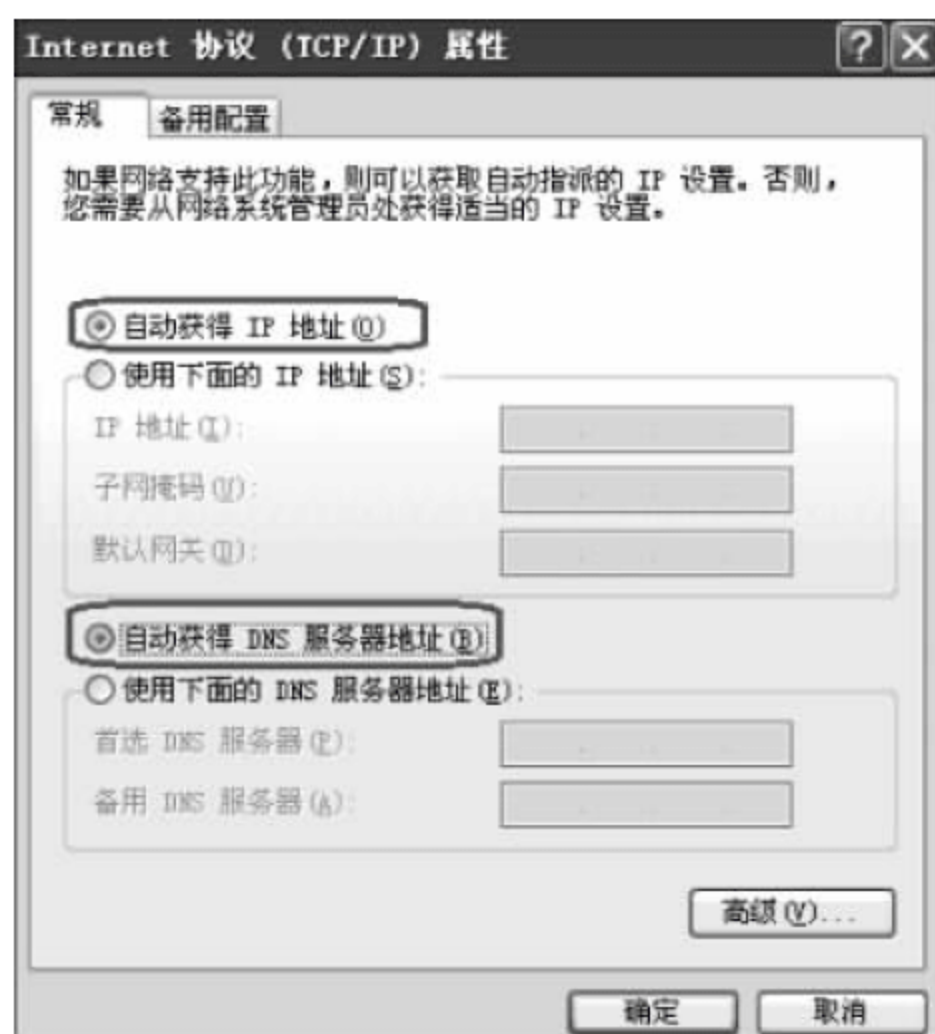 Internet 协议 (TCP/IP) 属性
常规
备用配置
如果网络支持此功能，则可以获取自动指派的 IP 设置。否则，
您需要从网络系统管理员处获得适当的 IP 设置。
自动获得 IP 地址(O)
使用下面的 IP 地址(S):
IP 地址(I):
子网掩码(U):
默认网关(D):
自动获得 DNS 服务器地址(B)
使用下面的 DNS 服务器地址(E):
首选 DNS 服务器(P):
备用 DNS 服务器(A):
高级(V)...
确定
取消